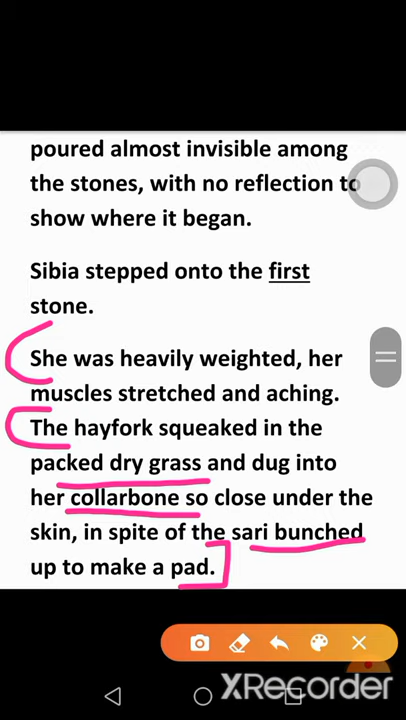 poured almost invisible among
the stones, with no reflection to
show where it began.
Sibia stepped onto the first
stone.
She was heavily weighted, her
muscles stretched and aching.
The hayfork squeaked in the
packed dry grass and dug into
her collarbone so close under the
skin, in spite of the sari bunched
up to make a pad.
XRecorder